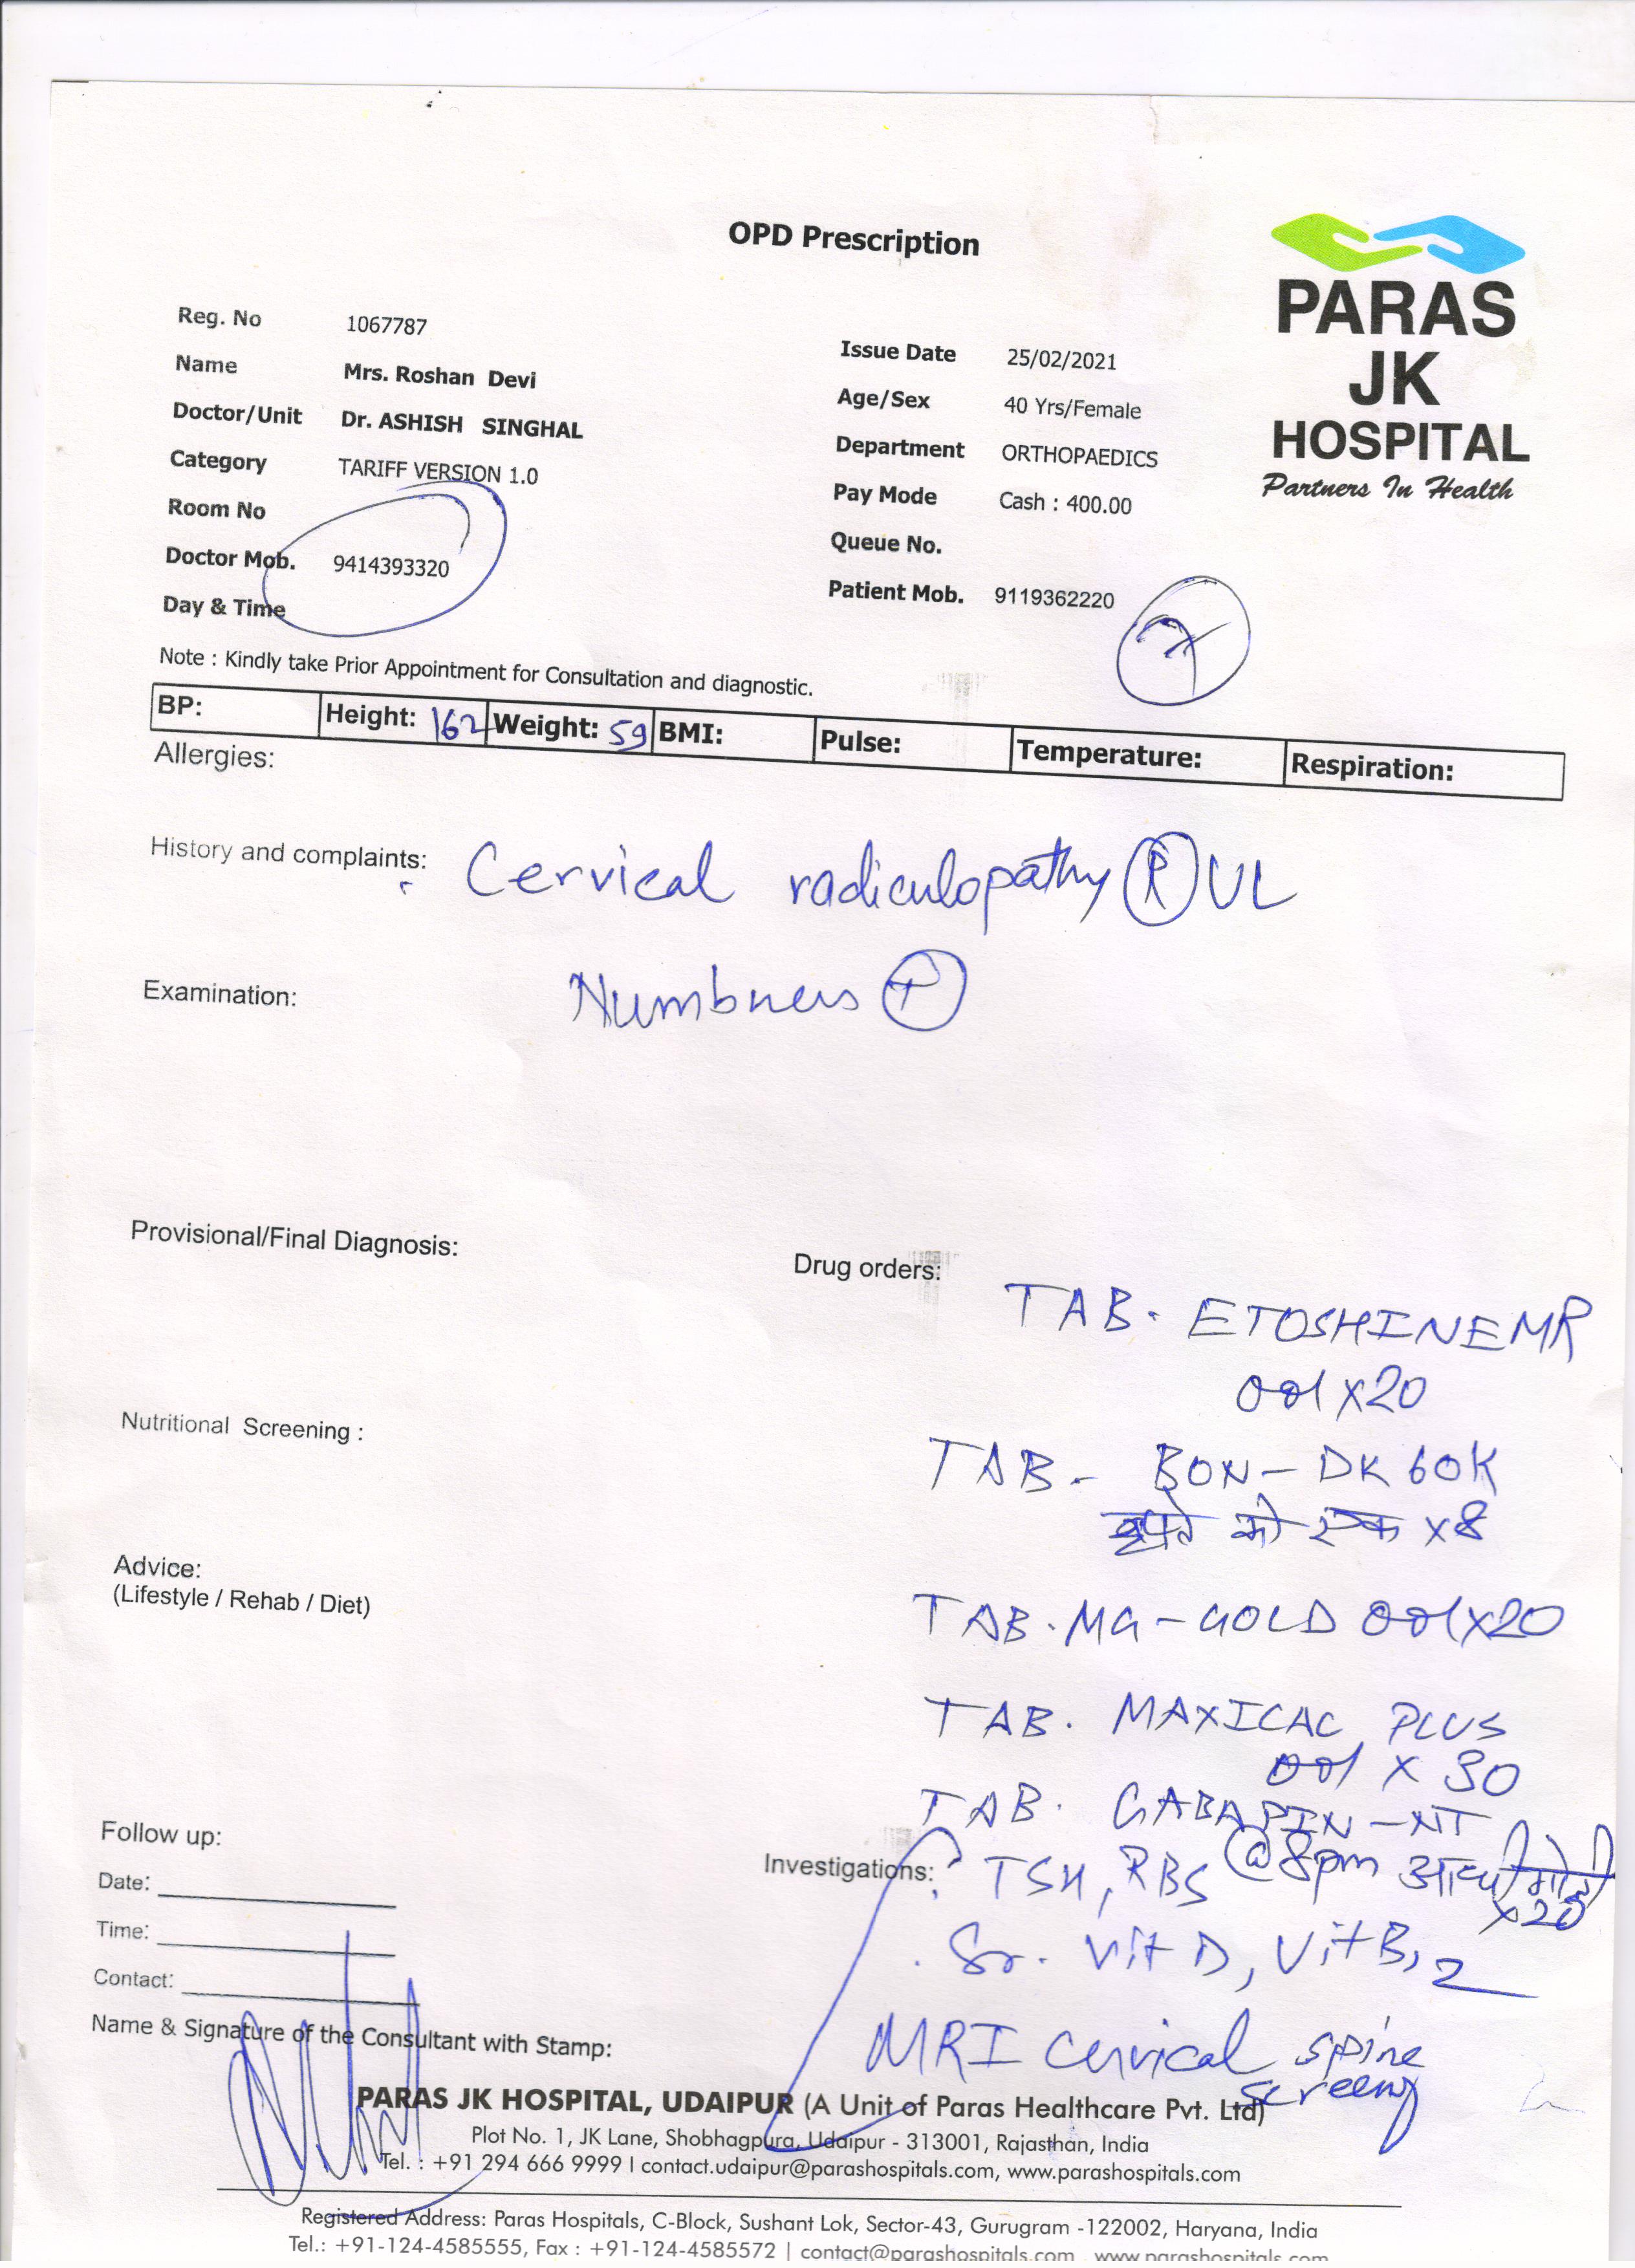 OPD Prescription
PARAS
JK
HOSPITAL
Partners In Health
Reg. No 1067787
Name Mrs. Roshan Devi
Doctor/Unit Dr. ASHISH SINGHAL
Category TARIFF VERSION 1.0
Room No
Doctor Mob. 9414393320
Day & Time
Issue Date 25/02/2021
Age/Sex 40 Yrs/Female
Department ORTHOPAEDICS
Pay Mode Cash : 400.00
Queue No.
Patient Mob. 9119362220
Note : Kindly take Prior Appointment for Consultation and diagnostic.
BP: Height: 162 Weight: 59 BMI: Pulse: Temperature: Respiration:
Allergies:
History and complaints: Cervical radiculopathy (R) UL
Examination: Numbness (+)
Provisional/Final Diagnosis:
Nutritional Screening :
Advice:
(Lifestyle / Rehab / Diet)
Drug orders:
TAB. ETOSHINE MR
001 x 20
TAB- BON-DK 60K
को एक x8
TAB. MG-GOLD 001 x 20
TAB. MAXICAC PLUS
001 x 30
TAB. GABAPIN-NT
@8pm
x 20
Investigations: TSH, RBS
Sr. Vit D, Vit B12
MRI cervical spine
Follow up:
Date:
Time:
Contact:
Name & Signature of the Consultant with Stamp:
PARAS JK HOSPITAL, UDAIPUR (A Unit of Paras Healthcare Pvt. Ltd)
Plot No. 1, JK Lane, Shobhagpura, Udaipur - 313001, Rajasthan, India
Tel. : +91 294 666 9999 | contact.udaipur@parashospitals.com, www.parashospitals.com
Registered Address: Paras Hospitals, C-Block, Sushant Lok, Sector-43, Gurugram -122002, Haryana, India
Tel.: +91-124-4585555, Fax : +91-124-4585572 | contact@parashospitals.com , www.parashospitals.com